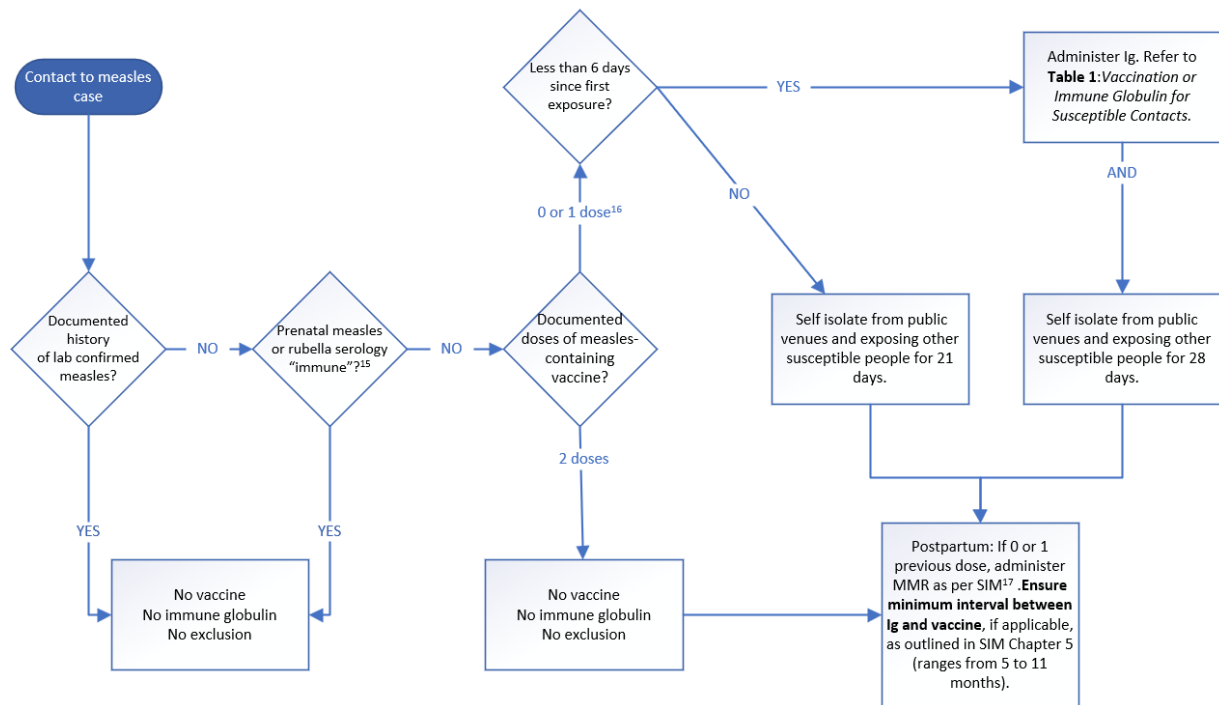 Contact to measles
case
Documented
history
of lab confirmed
measles?
NO
YES
Prenatal measles
or rubella serology
“immune”?15
NO
YES
No vaccine
No immune globulin
No exclusion
Documented
doses of measles-
containing
vaccine?
0 or 1 dose16
2 doses
Less than 6 days
since first
exposure?
YES
NO
Administer Ig. Refer to
Table 1:Vaccination or
Immune Globulin for
Susceptible Contacts.
AND
Self isolate from public
venues and exposing other
susceptible people for 21
days.
Self isolate from public
venues and exposing other
susceptible people for 28
days.
No vaccine
No immune globulin
No exclusion
Postpartum: If 0 or 1
previous dose, administer
MMR as per SIM17 .Ensure
minimum interval between
Ig and vaccine, if applicable,
as outlined in SIM Chapter 5
(ranges from 5 to 11
months).